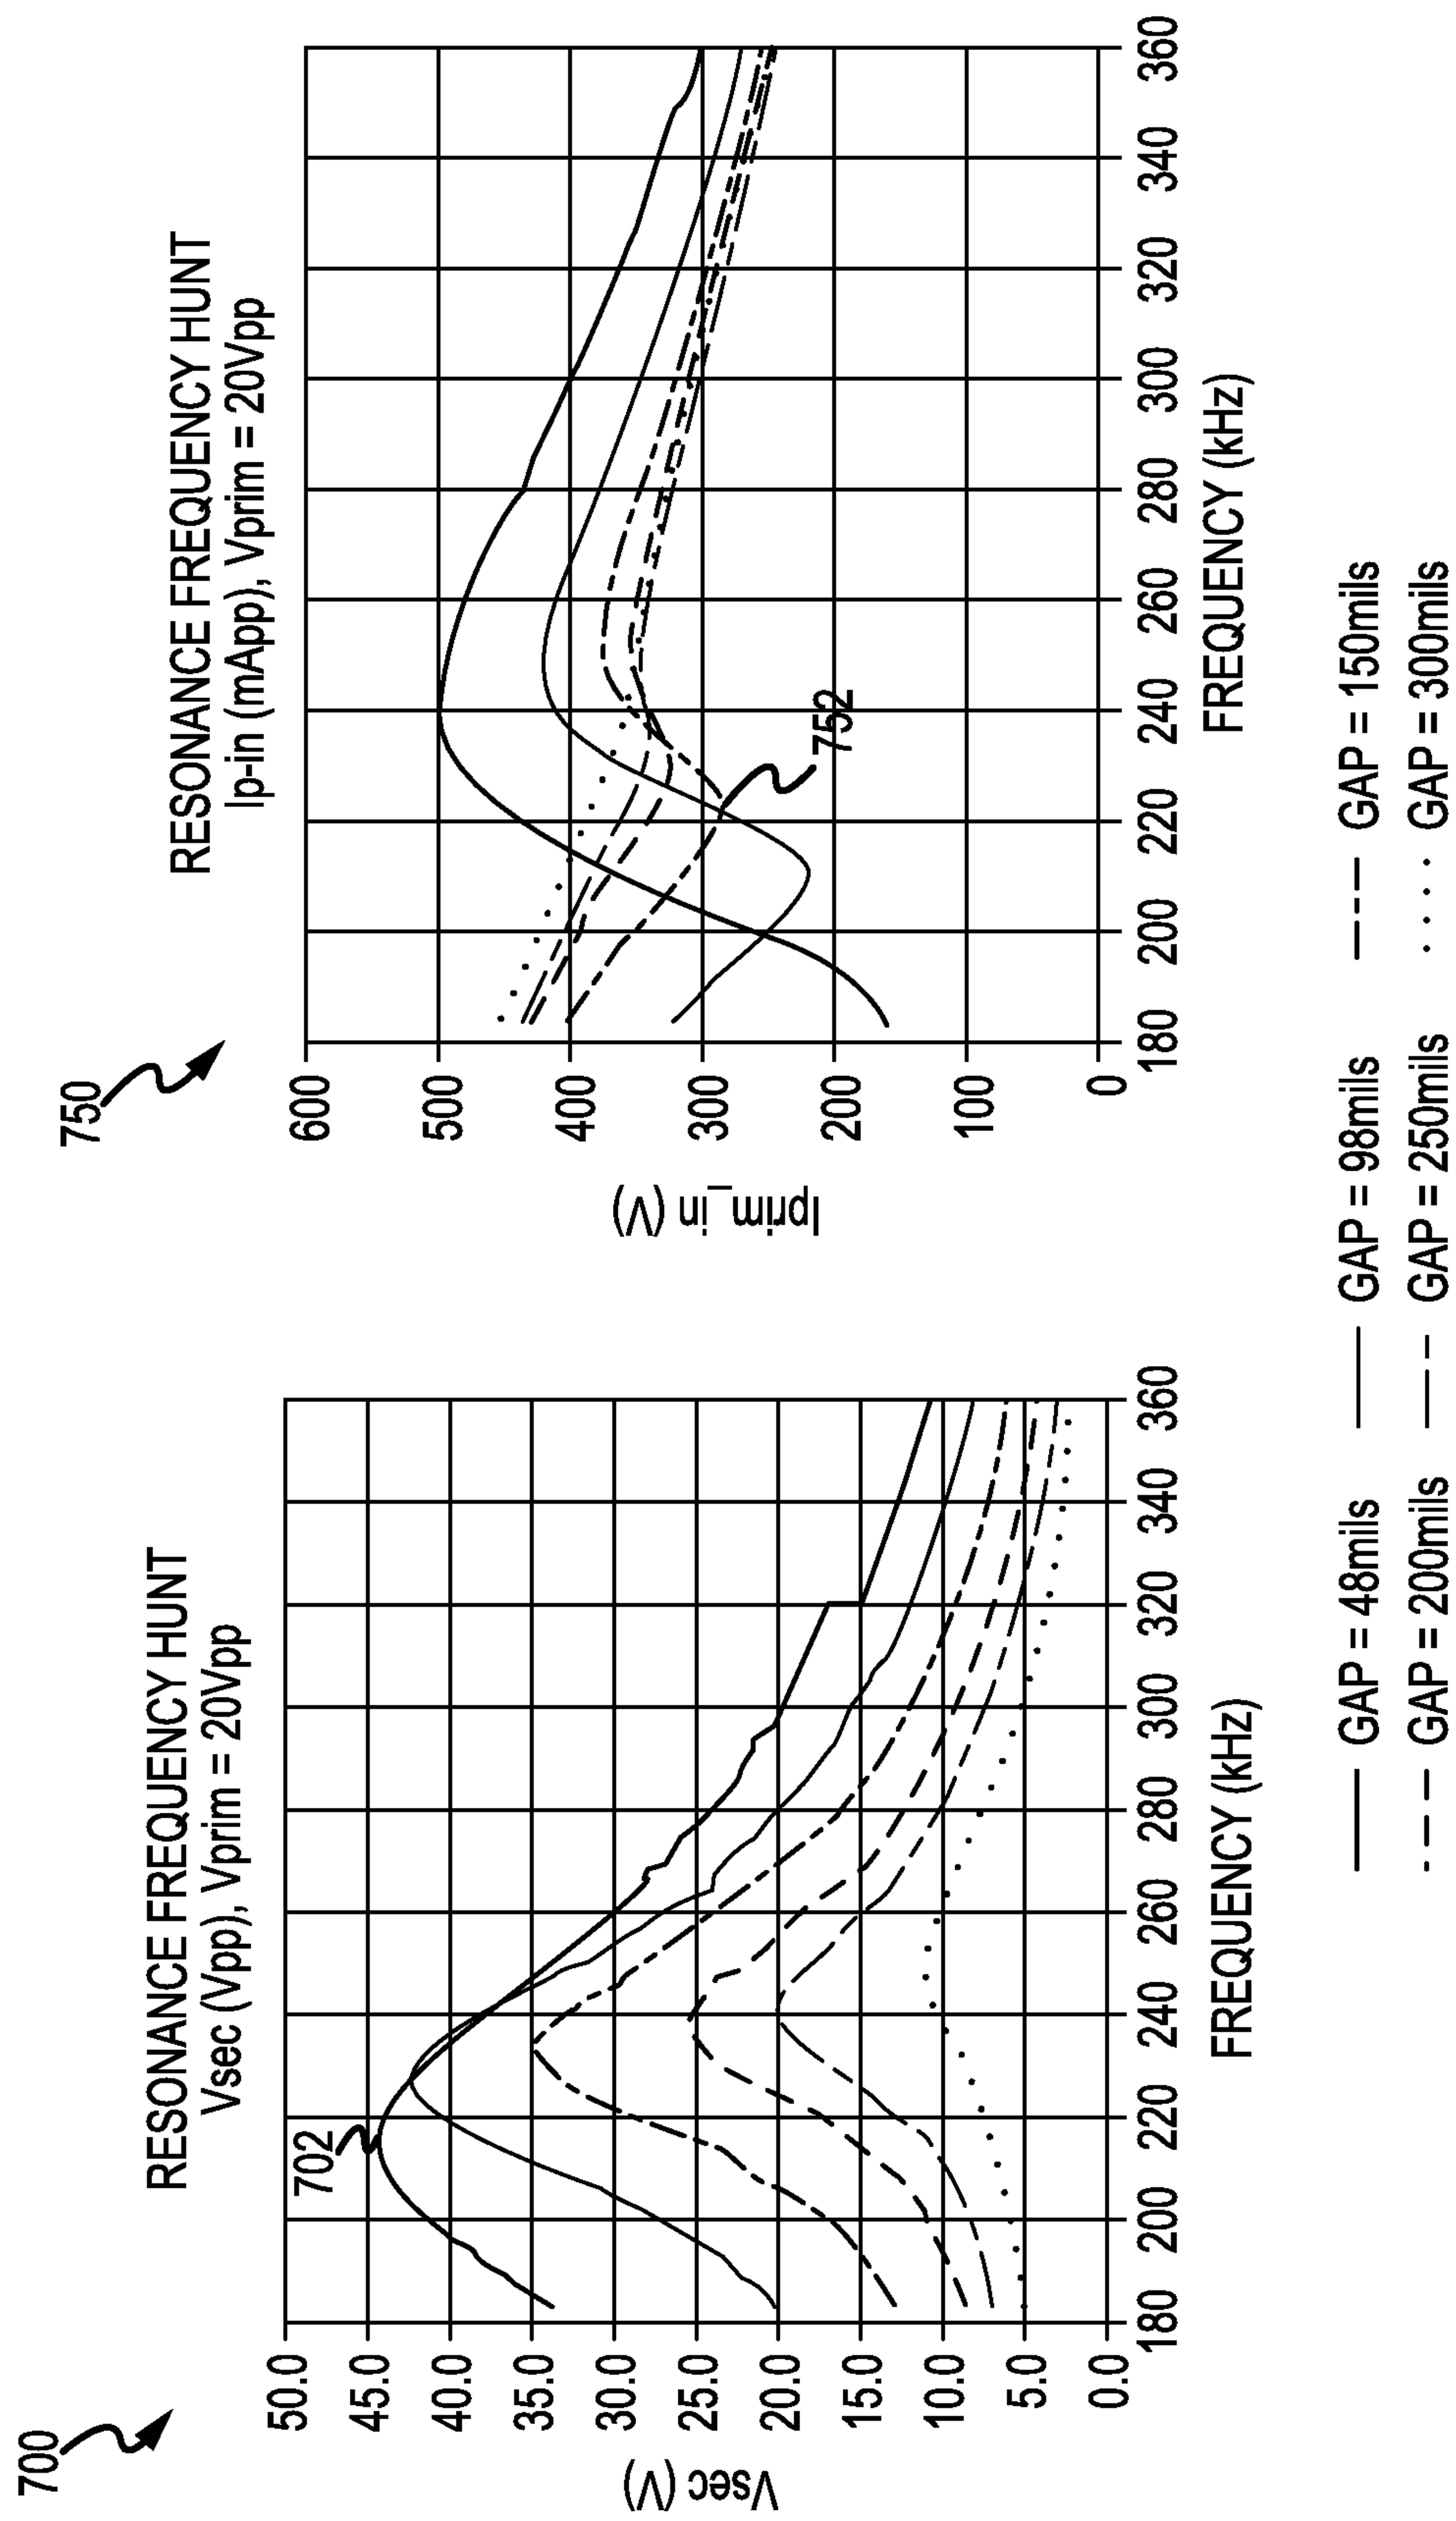 700
RESONANCE FREQUENCY HUNT
Vsec (Vpp), Vprim = 20Vpp
702
Vsec (V)
50.0
45.0
40.0
35.0
30.0
25.0
20.0
15.0
10.0
5.0
0.0
180 200 220 240 260 280 300 320 340 360
FREQUENCY (kHz)
750
RESONANCE FREQUENCY HUNT
Ip-in (mApp), Vprim = 20Vpp
752
Iprim_in (V)
600
500
400
300
200
100
0
180 200 220 240 260 280 300 320 340 360
FREQUENCY (kHz)
GAP = 48mils GAP = 98mils GAP = 150mils
GAP = 200mils GAP = 250mils GAP = 300mils